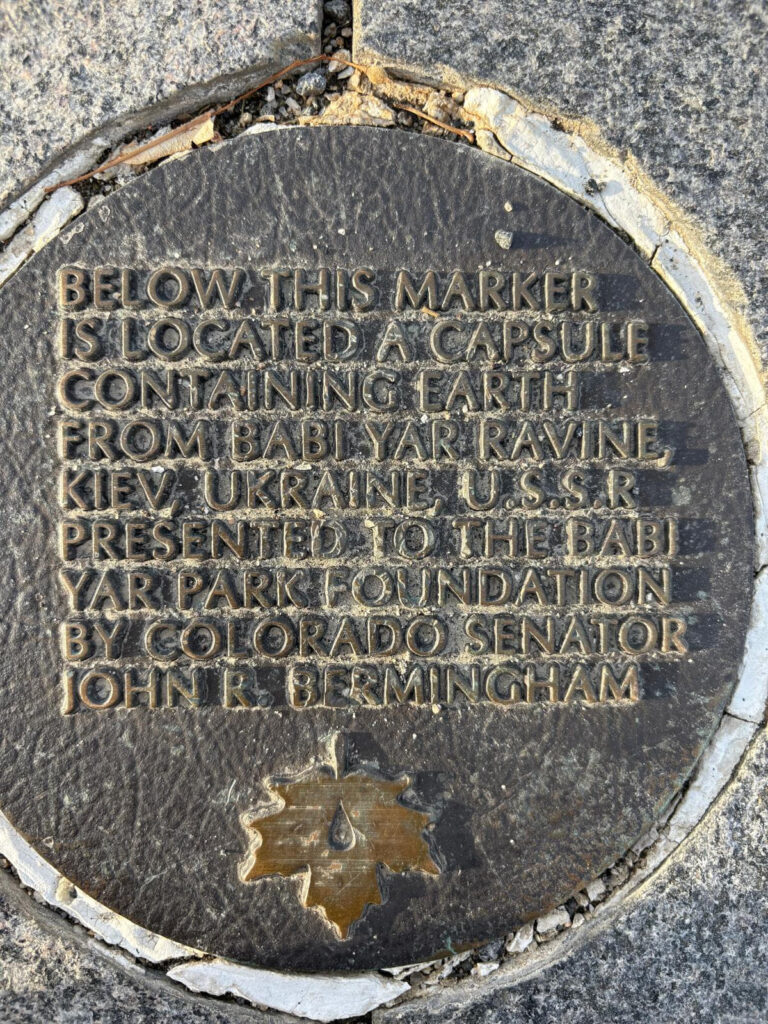 BELOW THIS MARKER
IS LOCATED A CAPSULE
CONTAINING EARTH
FROM BABI YAR RAVINE,
KIEV, UKRAINE, U.S.S.R
PRESENTED TO THE BABI
YAR PARK FOUNDATION
BY COLORADO SENATOR
JOHN R. BERMINGHAM